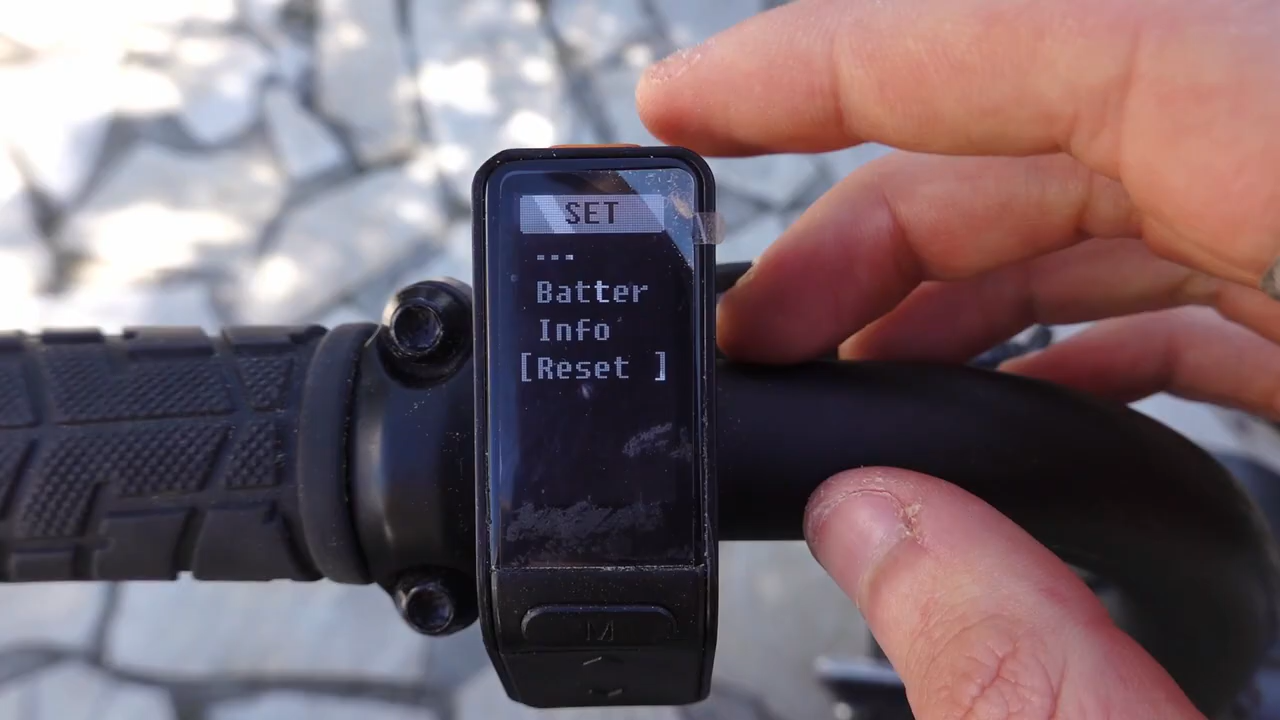 SET
---
Batter
Info
[Reset ]
M